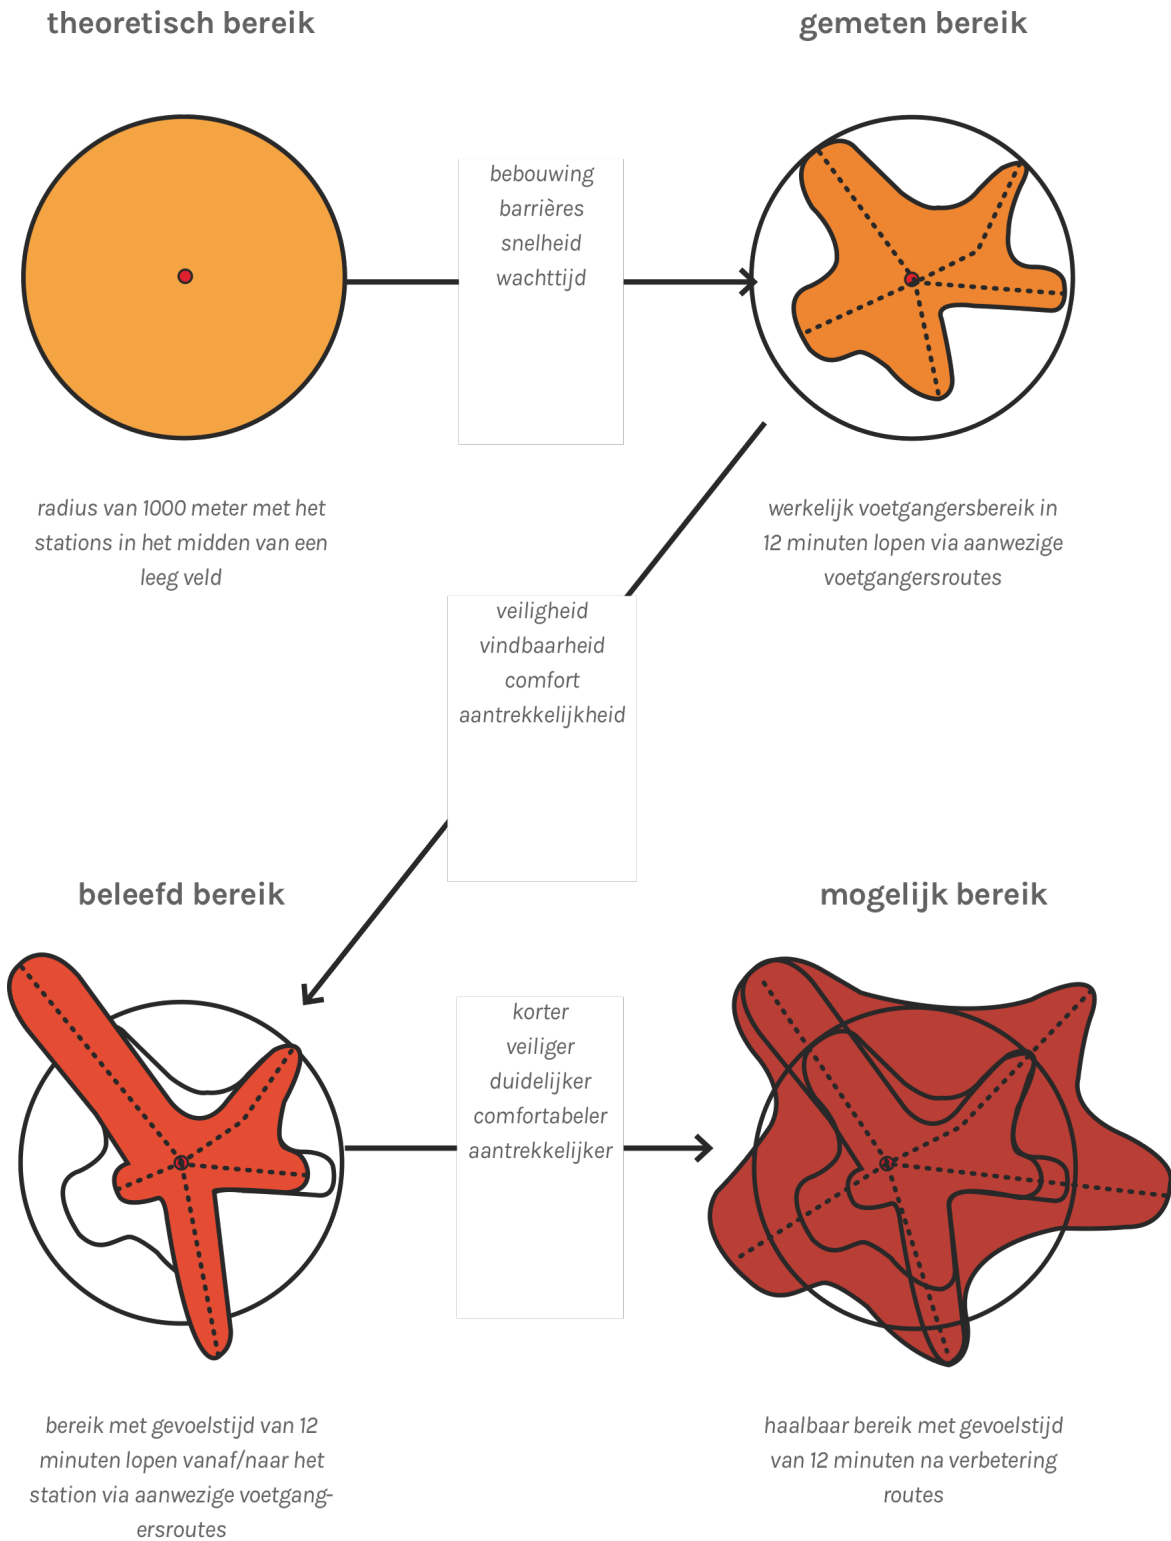 theoretisch bereik
gemeten bereik
bebouwing
barrières
snelheid
wachttijd
radius van 1000 meter met het
stations in het midden van een
leeg veld
werkelijk voetgangersbereik in
12 minuten lopen via aanwezige
voetgangersroutes
veiligheid
vindbaarheid
comfort
aantrekkelijkheid
beleefd bereik
mogelijk bereik
korter
veiliger
duidelijker
comfortabeler
aantrekkelijker
bereik met gevoelstijd van 12
minuten lopen vanaf/naar het
station via aanwezige voetgang-
ersroutes
haalbaar bereik met gevoelstijd
van 12 minuten na verbetering
routes